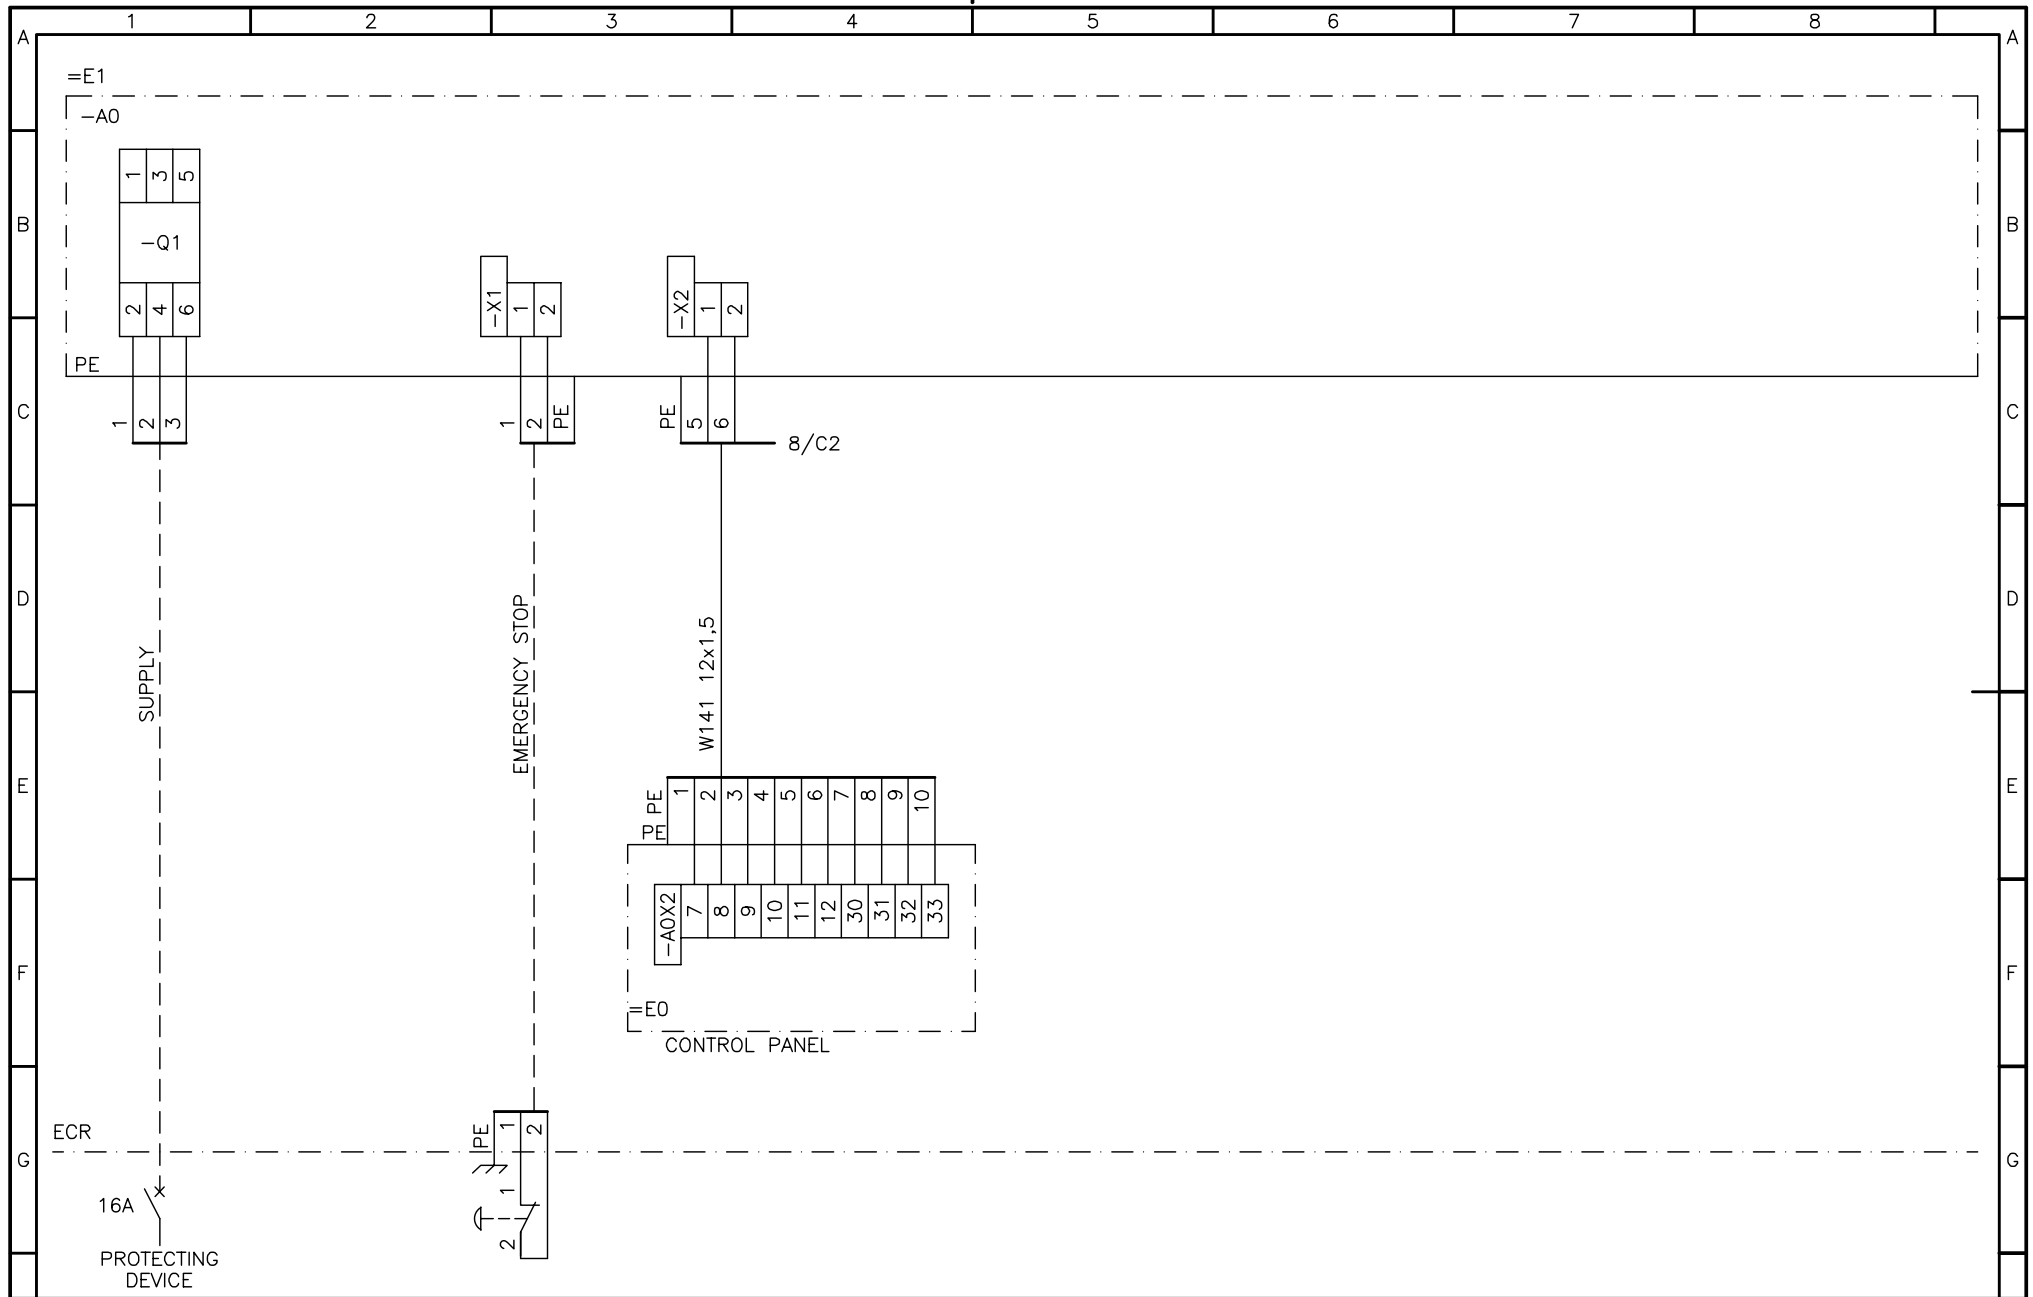 1 2 3 4 5 6 7 8
A A
=E1
-A0
1 3 5
B B
-Q1
-X1 1 2
-X2 1 2
2 4 6
PE
C C
1 2 3
1 2 PE
PE 5 6
8/C2
D D
SUPPLY
EMERGENCY STOP
W141 12x1,5
E E
PE 1 2 3 4 5 6 7 8 9 10
PE
-A0X2 7 8 9 10 11 12 30 31 32 33
F F
=E0
CONTROL PANEL
ECR
PE 1 2
G G
1
16A
2
PROTECTING
DEVICE